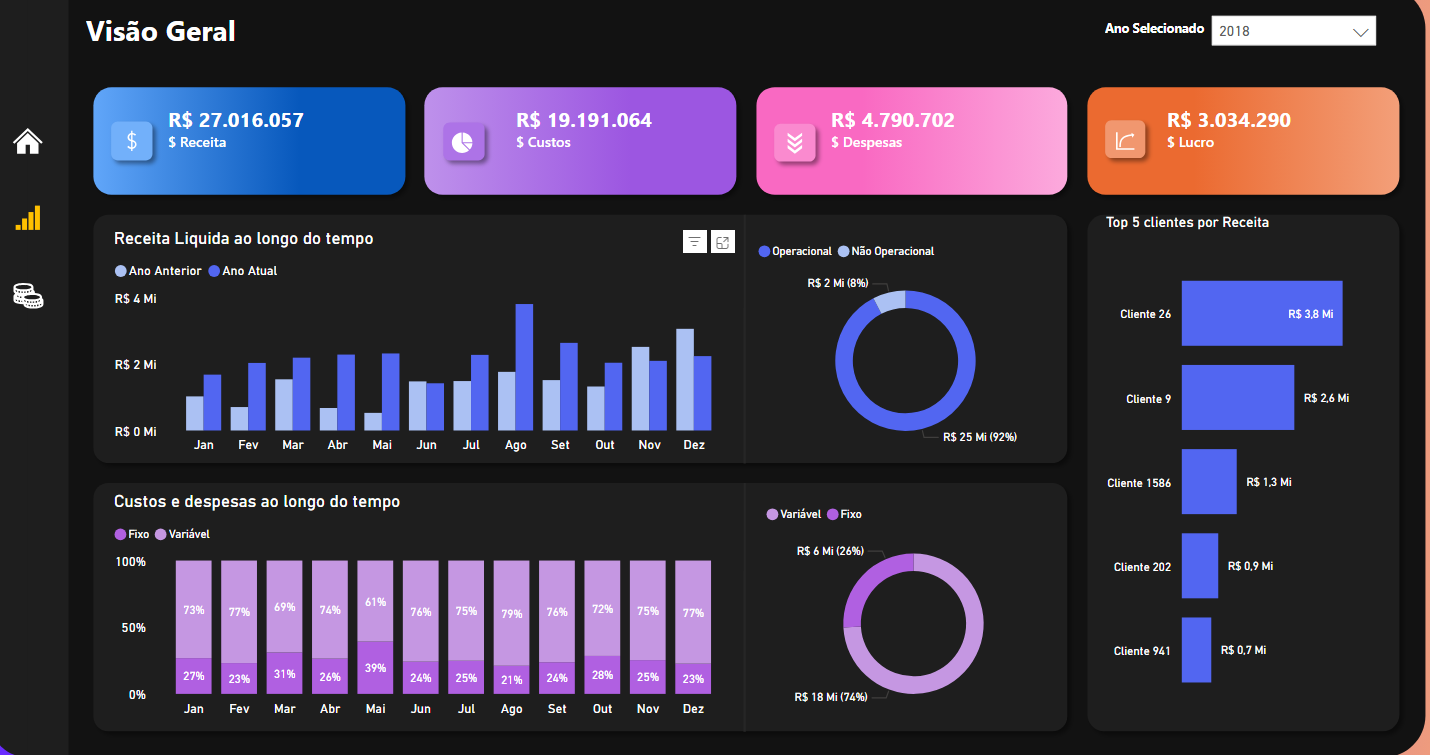 Visão Geral
Ano Selecionado
2018
R$ 27.016.057
$ Receita
R$ 19.191.064
$ Custos
R$ 4.790.702
$ Despesas
R$ 3.034.290
$ Lucro
Receita Liquida ao longo do tempo
Ano Anterior Ano Atual
R$ 4 Mi
R$ 2 Mi
R$ 0 Mi
Jan Fev Mar Abr Mai Jun Jul Ago Set Out Nov Dez
Operacional Não Operacional
R$ 2 Mi (8%)
R$ 25 Mi (92%)
Top 5 clientes por Receita
Cliente 26 R$ 3,8 Mi
Cliente 9 R$ 2,6 Mi
Cliente 1586 R$ 1,3 Mi
Cliente 202 R$ 0,9 Mi
Cliente 941 R$ 0,7 Mi
Custos e despesas ao longo do tempo
Fixo Variável
100%
50%
0%
73% 77% 69% 74% 61% 76% 75% 79% 76% 72% 75% 77%
27% 23% 31% 26% 39% 24% 25% 21% 24% 28% 25% 23%
Jan Fev Mar Abr Mai Jun Jul Ago Set Out Nov Dez
Variável Fixo
R$ 6 Mi (26%)
R$ 18 Mi (74%)